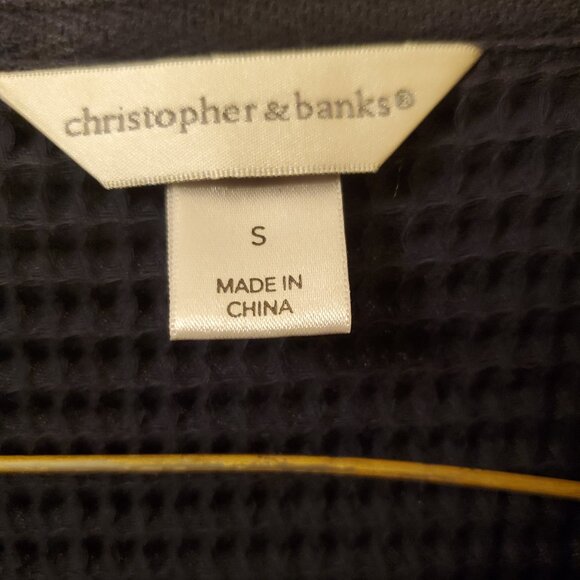 christopher & banks®
S
MADE IN
CHINA